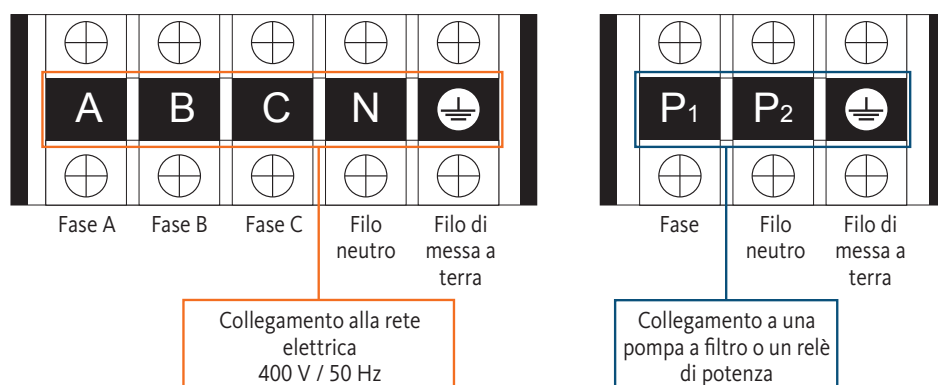 A B C N
P1 P2
Fase A Fase B Fase C Filo neutro Filo di messa a terra
Fase Filo neutro Filo di messa a terra
Collegamento alla rete
elettrica
400 V / 50 Hz
Collegamento a una
pompa a filtro o un relè
di potenza